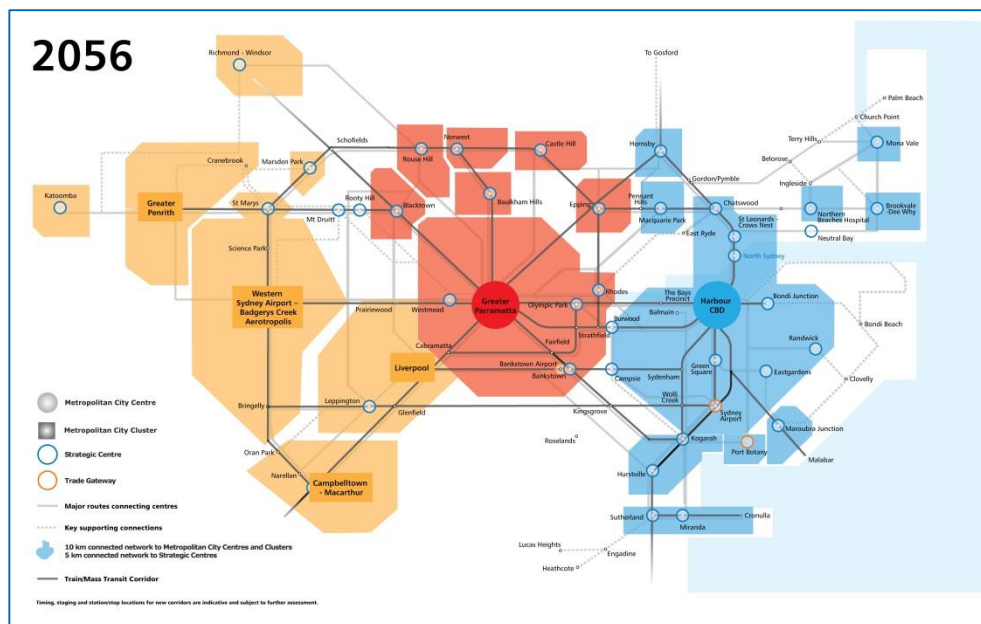 2056
Richmond - Windsor
To Gosford
Palm Beach
Church Point
Schofields
Norwest
Terry Hills
Mona Vale
Cranebrook
Marsden Park
Rouse Hill
Castle Hill
Hornsby
Belorose
Katoomba
Gordon/Pymble
Ingleside
Greater
Penrith
St Marys
Rooty Hill
Mt Druitt
Blacktown
Baulkham Hills
Epping
Pennant
Hills
Macquarie Park
Chatswood
St Leonards
Crows Nest
Northern
Beaches Hospital
Brookvale
-Dee Why
East Ryde
Neutral Bay
Science Park
North Sydney
Western
Sydney Airport –
Badgerys Creek
Aerotropolis
Prairiewood
Westmead
Greater
Parramatta
Olympic Park
Rhodes
The Bays
Precinct
Balmain
Harbour
CBD
Bondi Junction
Burwood
Strathfield
Bondi Beach
Cabramatta
Fairfield
Randwick
Liverpool
Bankstown Airport
Bankstown
Campsie
Sydenham
Green
Square
Eastgardens
Clovelly
Metropolitan City Centre
Bringelly
Leppington
Glenfield
Kingsgrove
Wolli
Creek
Sydney
Airport
Metropolitan City Cluster
Roselands
Kogarah
Port Botany
Maroubra Junction
Strategic Centre
Oran Park
Malabar
Trade Gateway
Narellan
Campbelltown
- Macarthur
Hurstville
Major routes connecting centres
Key supporting connections
Sutherland
Miranda
Cronulla
10 km connected network to Metropolitan City Centres and Clusters
5 km connected network to Strategic Centres
Lucas Heights
Engadine
Heathcote
Train/Mass Transit Corridor
Timing, staging and station/stop locations for new corridors are indicative and subject to further assessment.